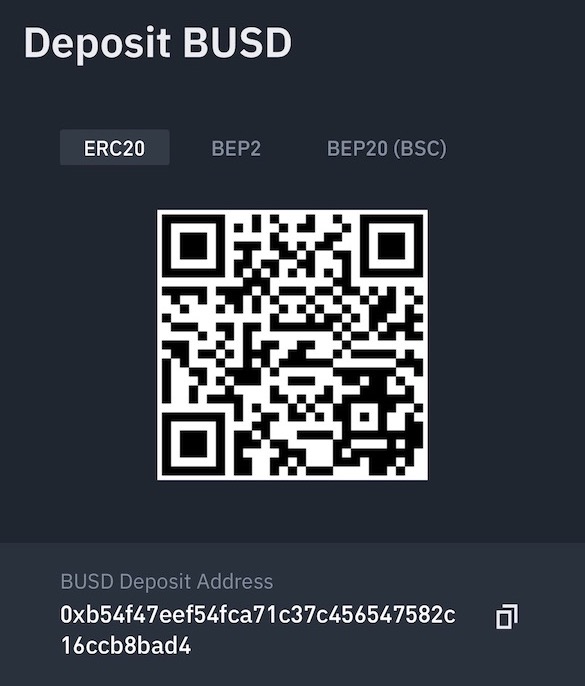 Deposit BUSD
ERC20 BEP2 BEP20 (BSC)
BUSD Deposit Address
0xb54f47eef54fca71c37c456547582c
16ccb8bad4